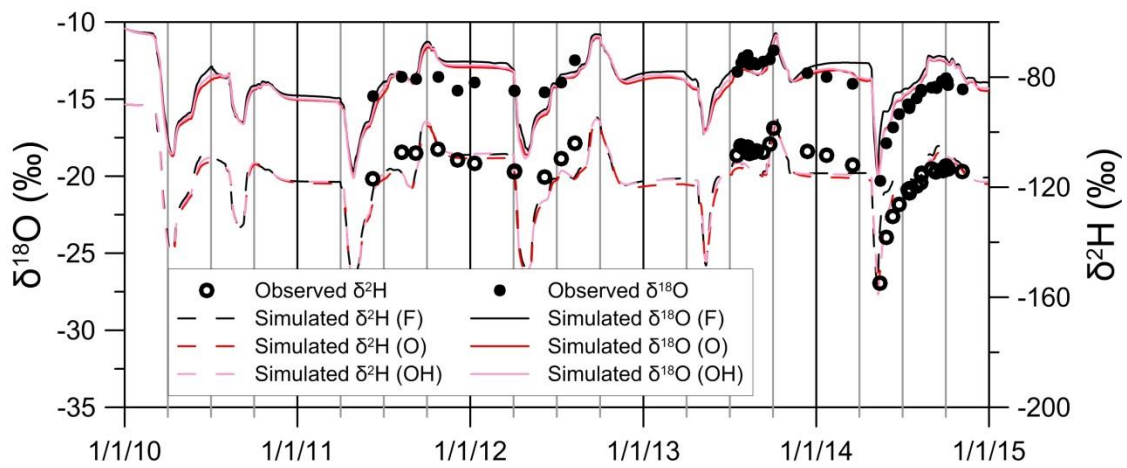 -10
-15
-20
-25
-30
-35
δ¹⁸O (‰)
-80
-120
-160
-200
δ²H (‰)
Observed δ²H
Simulated δ²H (F)
Simulated δ²H (O)
Simulated δ²H (OH)
Observed δ¹⁸O
Simulated δ¹⁸O (F)
Simulated δ¹⁸O (O)
Simulated δ¹⁸O (OH)
1/1/10 1/1/11 1/1/12 1/1/13 1/1/14 1/1/15